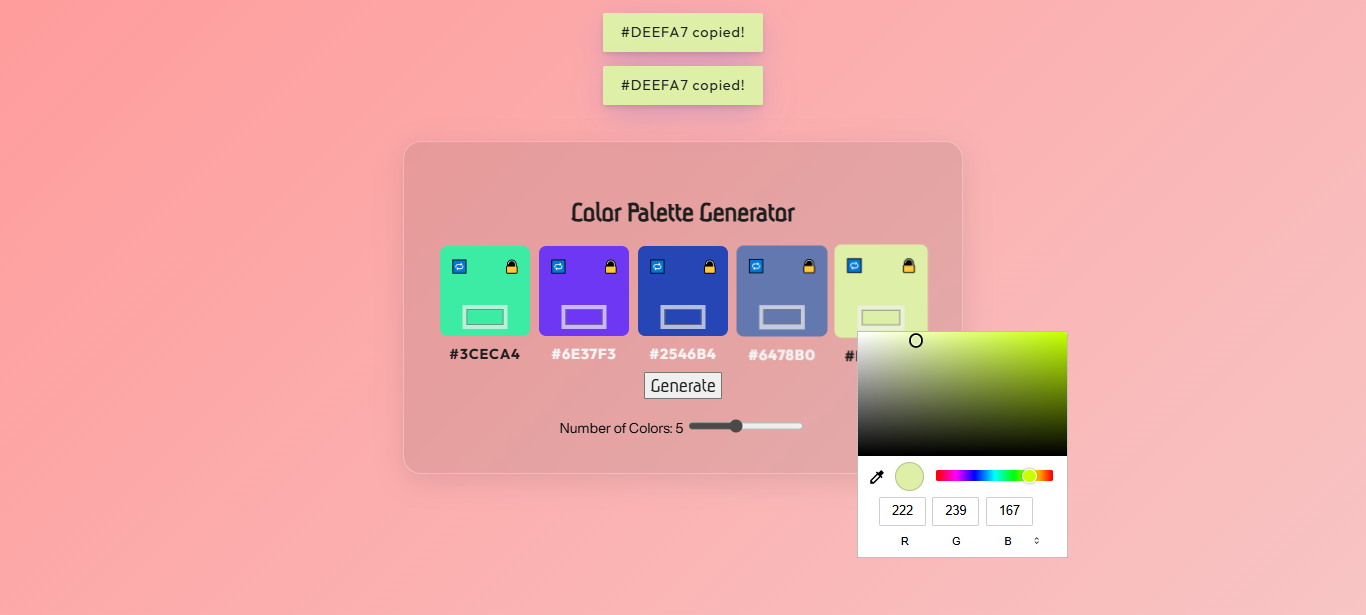 #DEEFA7 copied!
#DEEFA7 copied!
Color Palette Generator
#3CECA4 #6E37F3 #2546B4 #6478B0
Generate
Number of Colors: 5
222 239 167
R G B